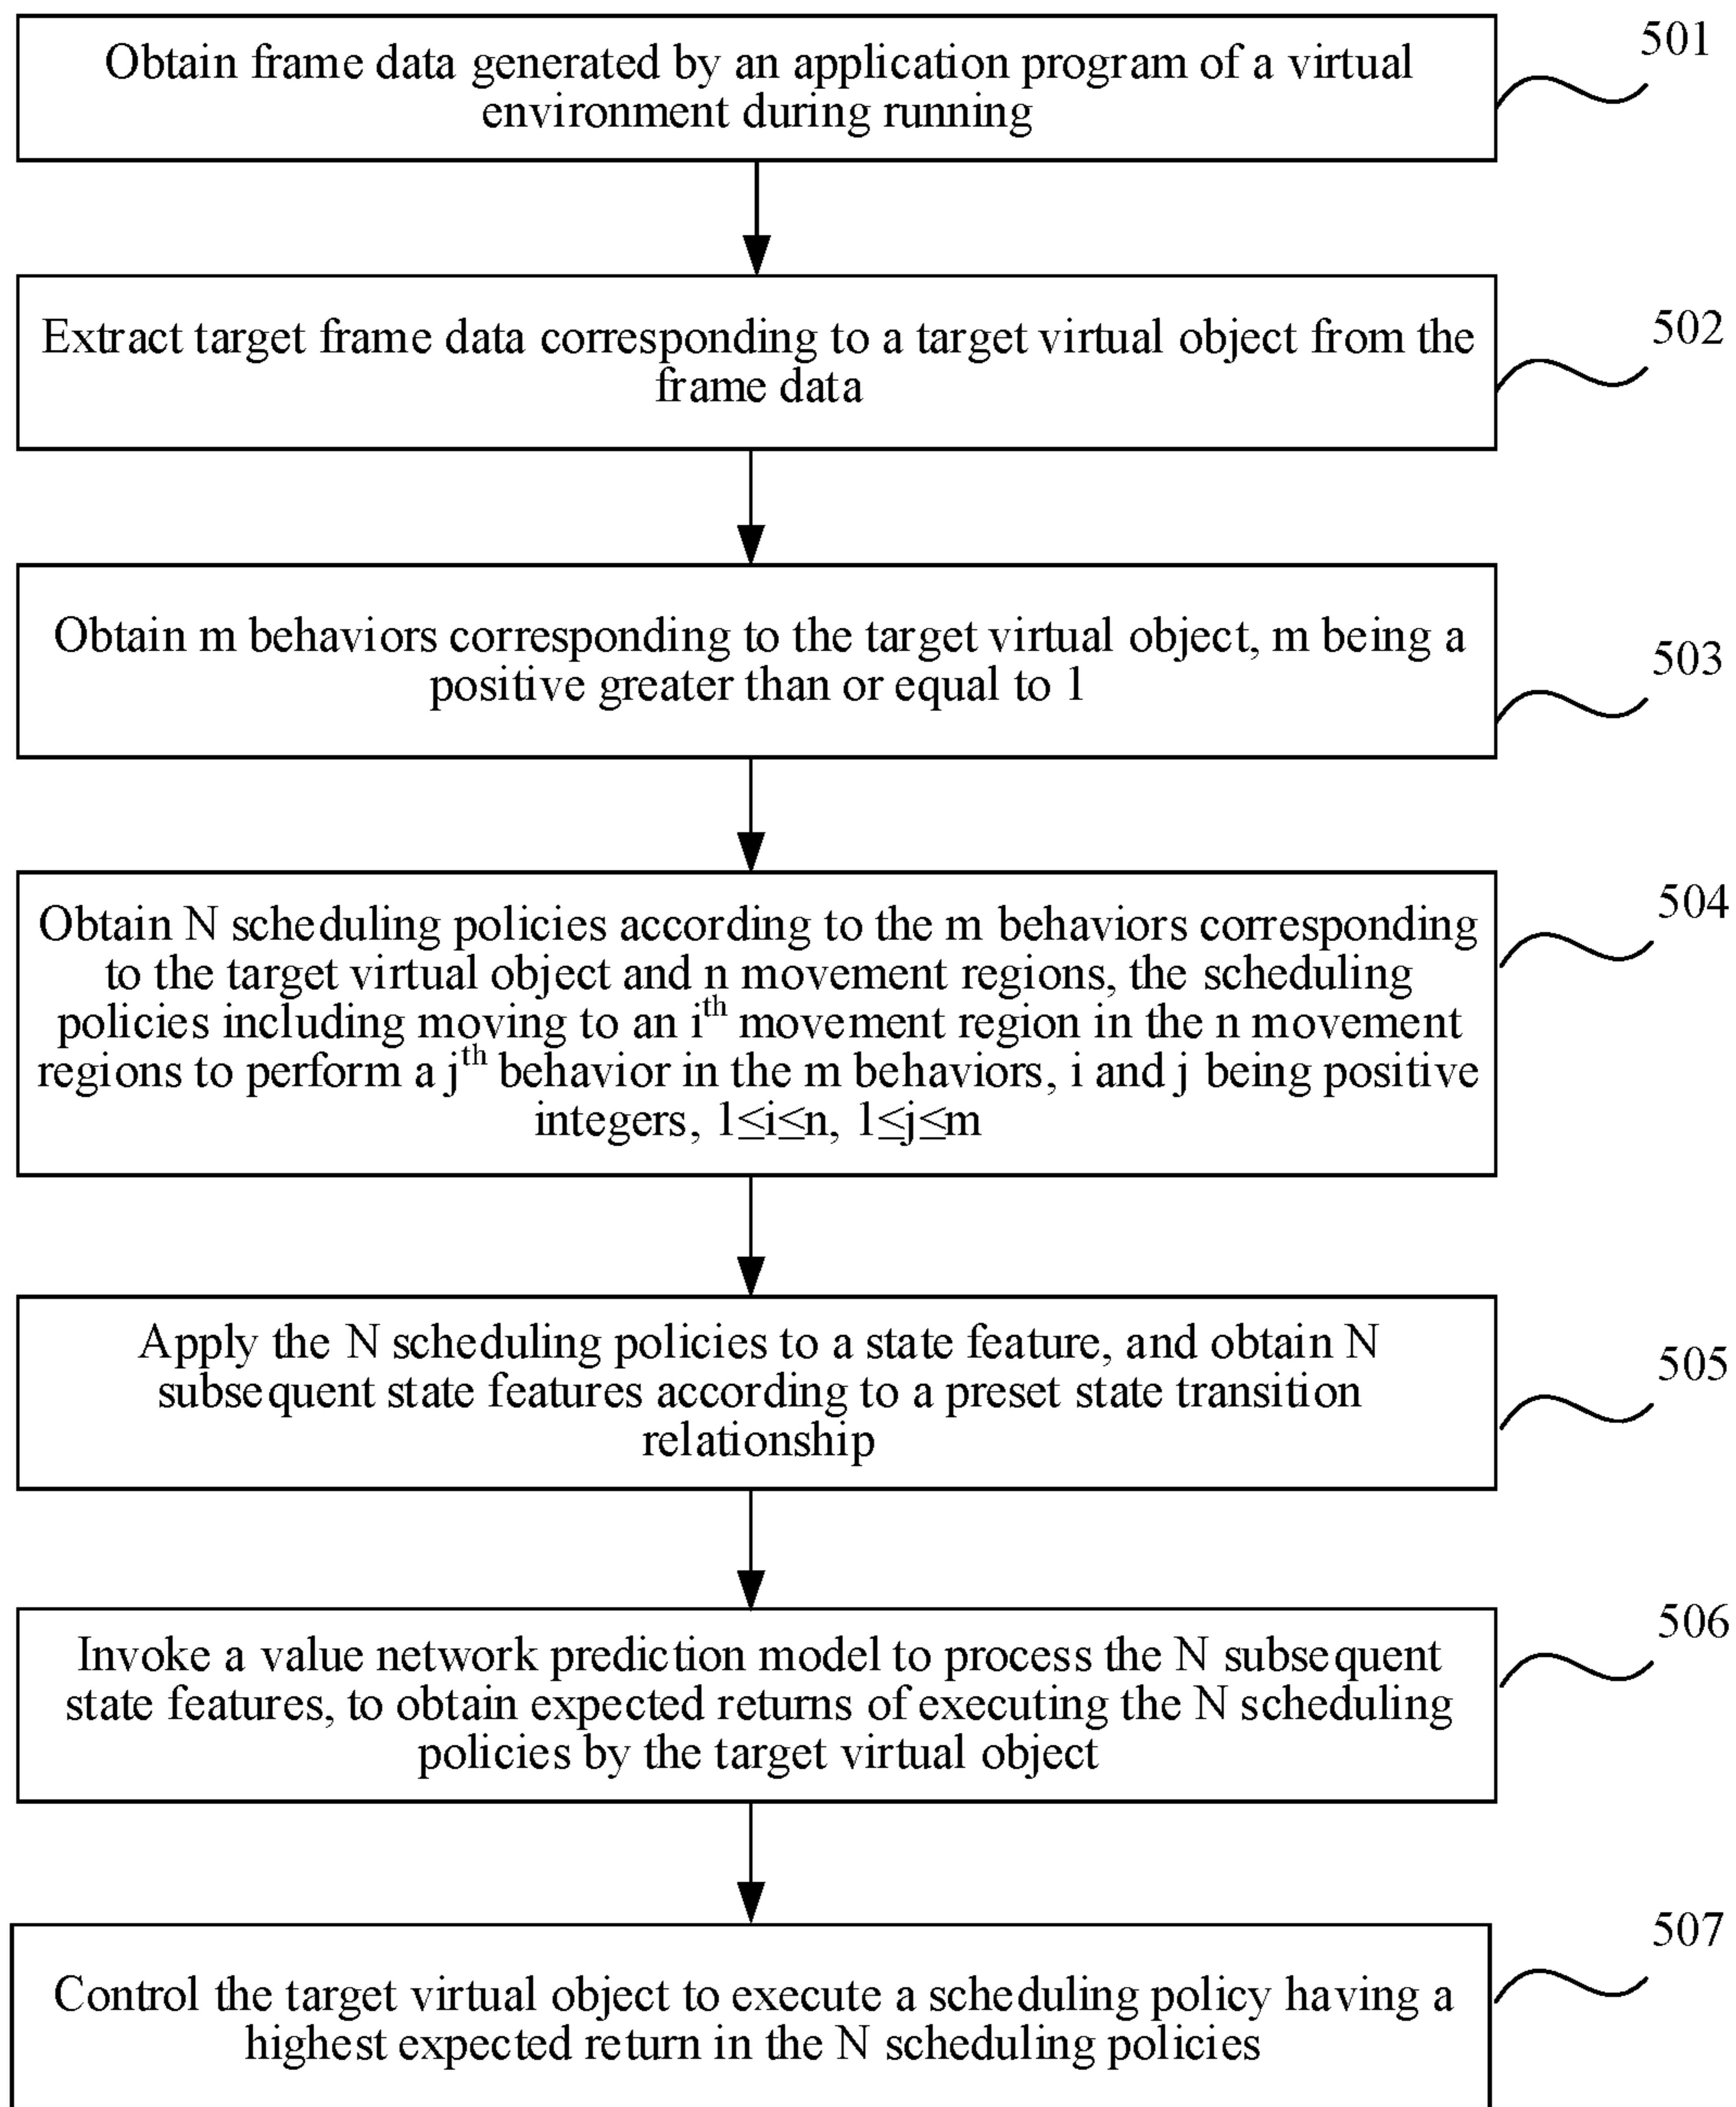 Obtain frame data generated by an application program of a virtual
environment during running
501
Extract target frame data corresponding to a target virtual object from the
frame data
502
Obtain m behaviors corresponding to the target virtual object, m being a
positive greater than or equal to 1
503
Obtain N scheduling policies according to the m behaviors corresponding
to the target virtual object and n movement regions, the scheduling
policies including moving to an iᵗʰ movement region in the n movement
regions to perform a jᵗʰ behavior in the m behaviors, i and j being positive
integers, 1≤i≤n, 1≤j≤m
504
Apply the N scheduling policies to a state feature, and obtain N
subsequent state features according to a preset state transition
relationship
505
Invoke a value network prediction model to process the N subsequent
state features, to obtain expected returns of executing the N scheduling
policies by the target virtual object
506
Control the target virtual object to execute a scheduling policy having a
highest expected return in the N scheduling policies
507